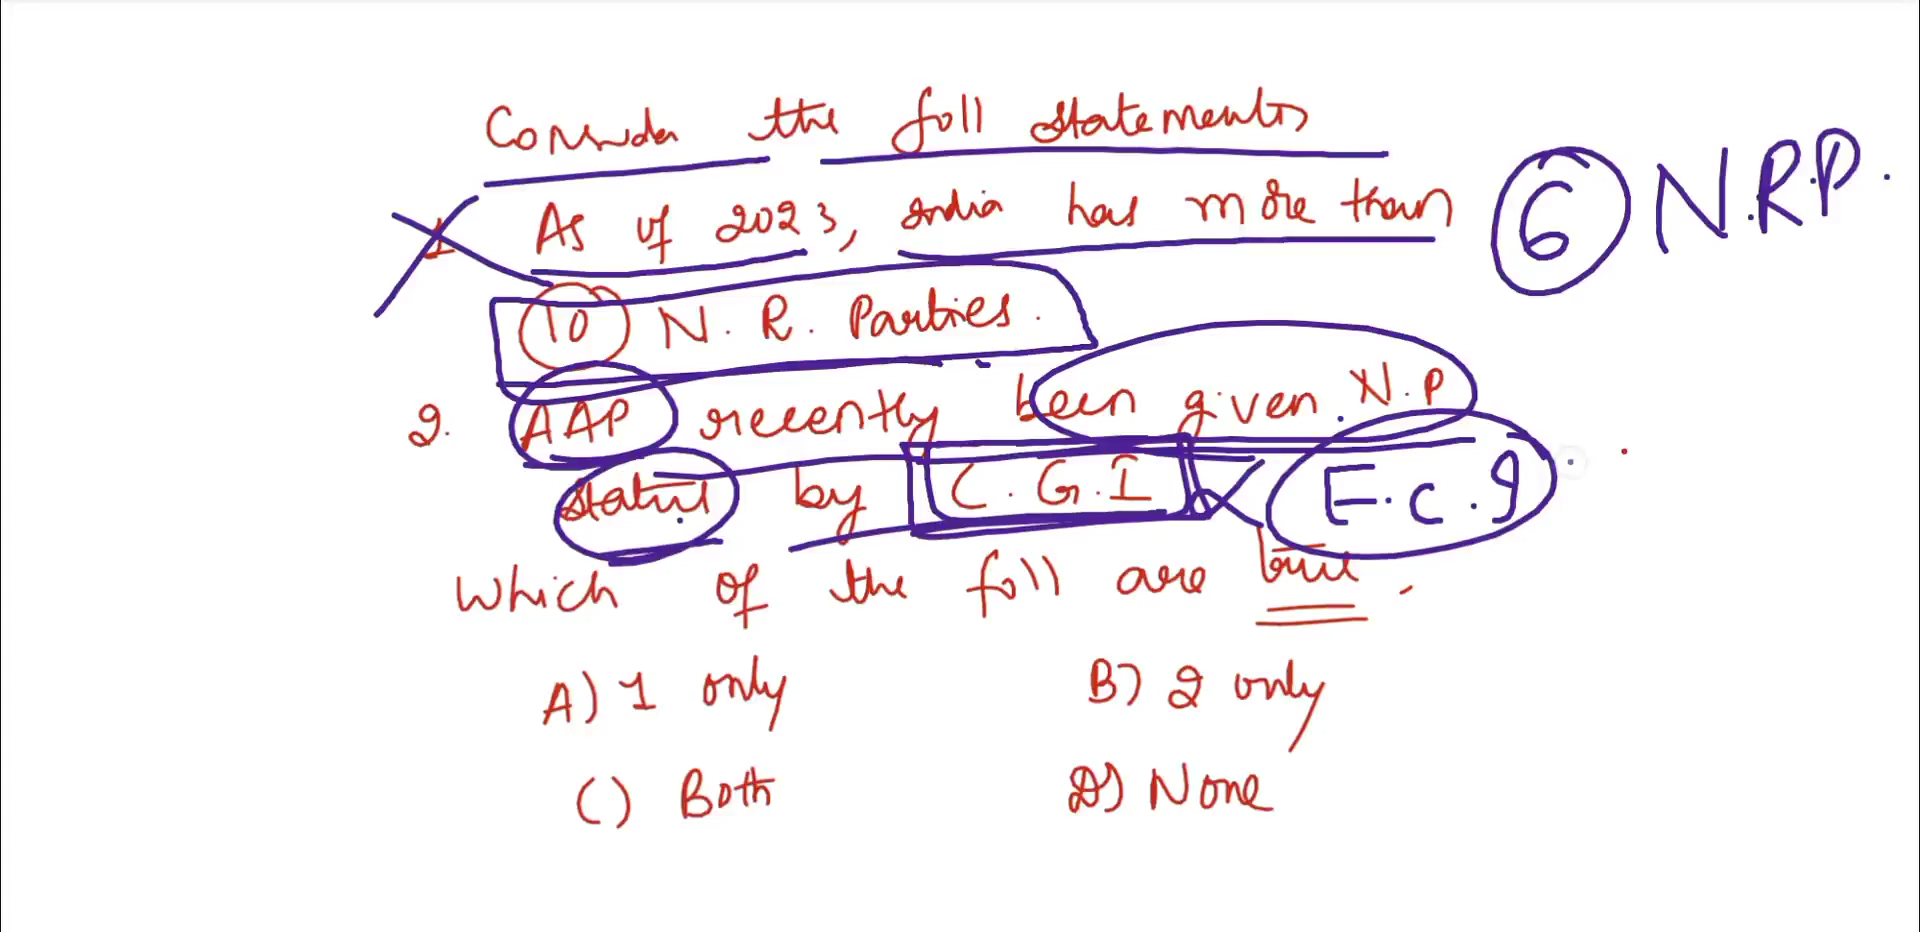 Consider the foll statements
1. As of 2023, India has more than
10 N. R. Parties.
6 N.R.P.
2. AAP recently been given N.P
status by C.G.I E.C.I
Which of the foll are true.
A) 1 only B) 2 only
C) Both D) None